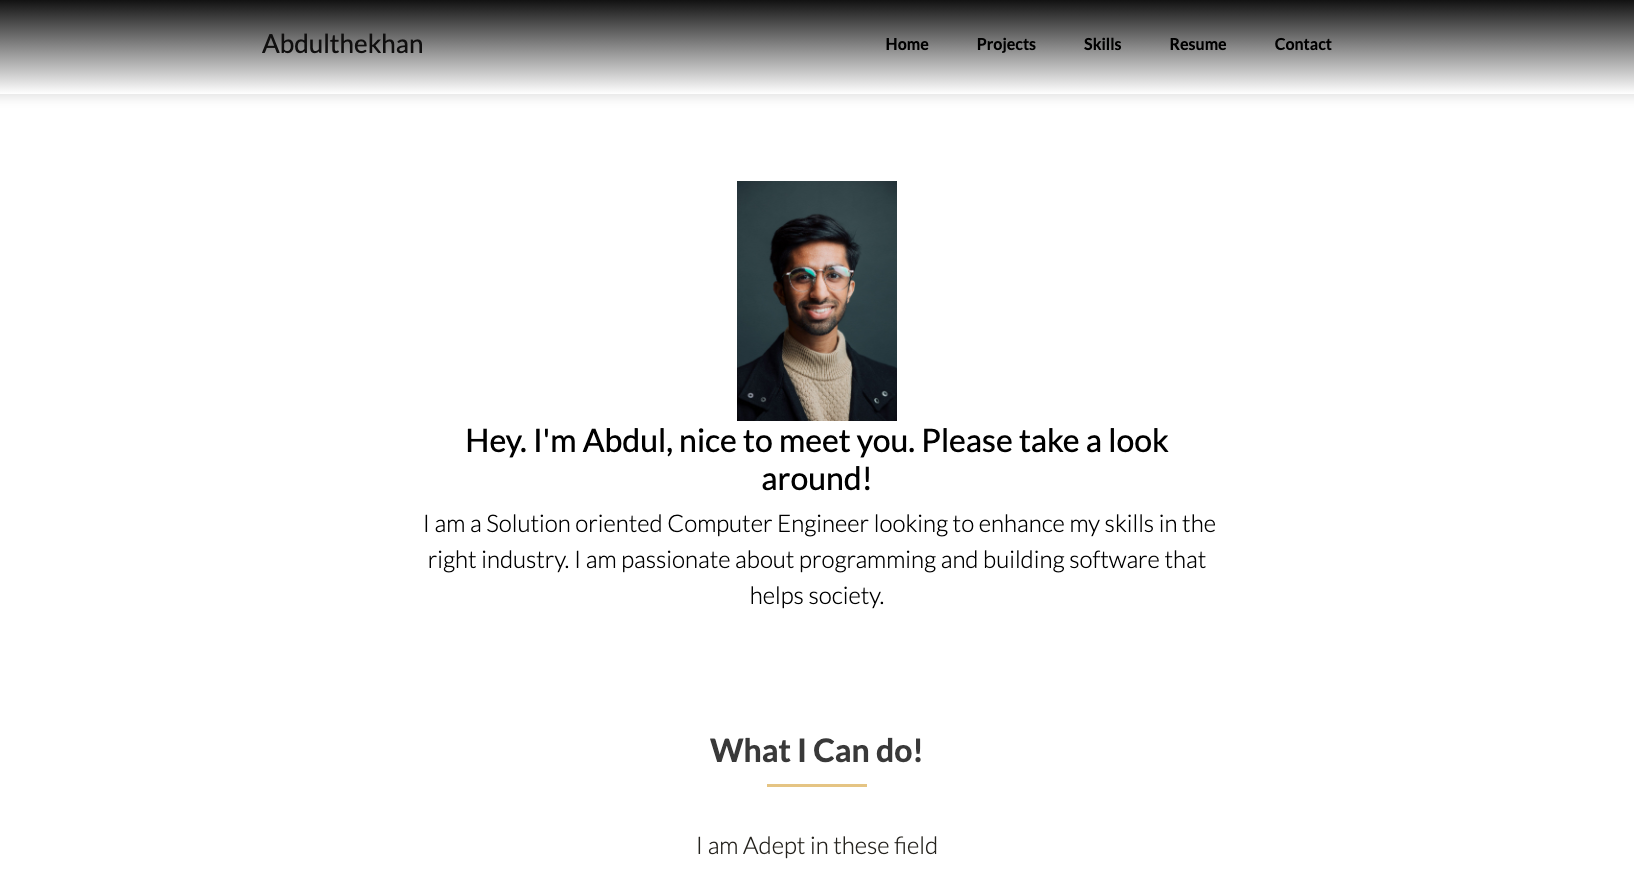 Abdulthekhan
Home Projects Skills Resume Contact
Hey. I'm Abdul, nice to meet you. Please take a look
around!
I am a Solution oriented Computer Engineer looking to enhance my skills in the
right industry. I am passionate about programming and building software that
helps society.
What I Can do!
I am Adept in these field